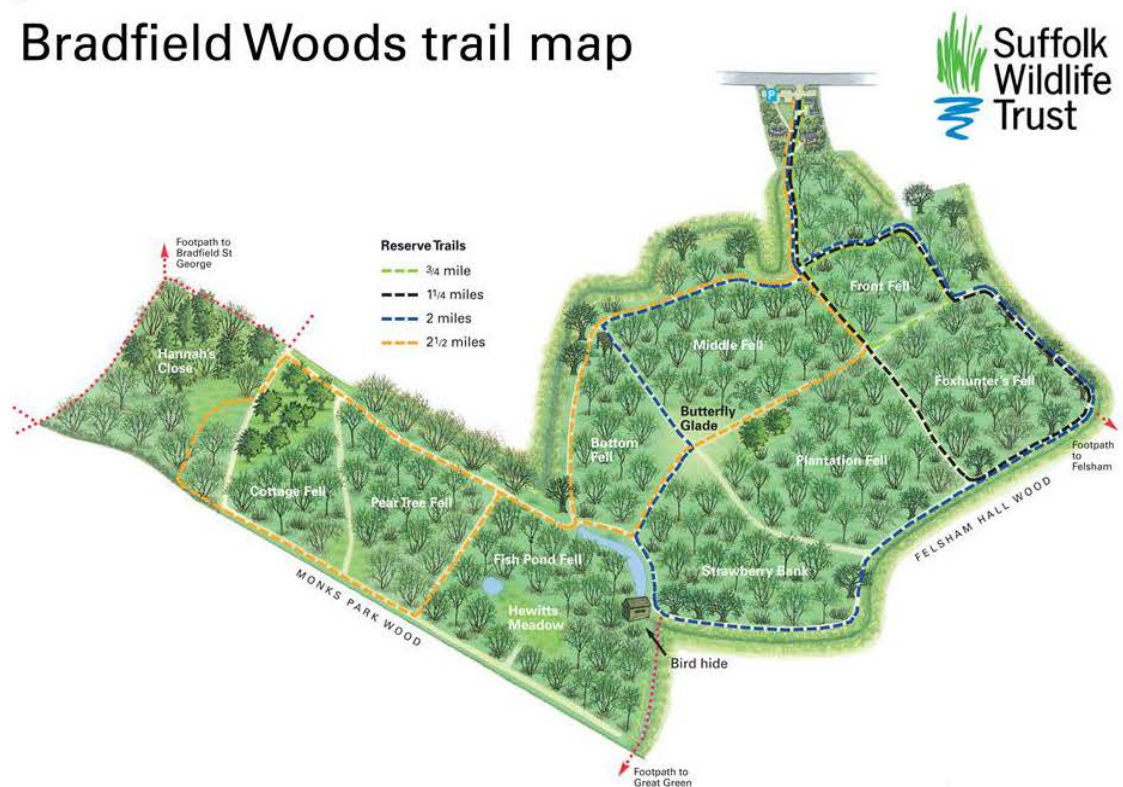 Bradfield Woods trail map
Suffolk
Wildlife
Trust
P
Footpath to
Bradfield St
George
Reserve Trails
3/4 mile
1 1/4 miles
2 miles
2 1/2 miles
Hannah's
Close
Front Fell
Middle Fell
Foxhunter's Fell
Butterfly
Glade
Bottom
Fell
Plantation Fell
Footpath
to
Felsham
Cottage Fell
Pear Tree Fell
FELSHAM HALL WOOD
Fish Pond Fell
Strawberry Bank
MONKS PARK WOOD
Hewitts
Meadow
Bird hide
Footpath to
Great Green